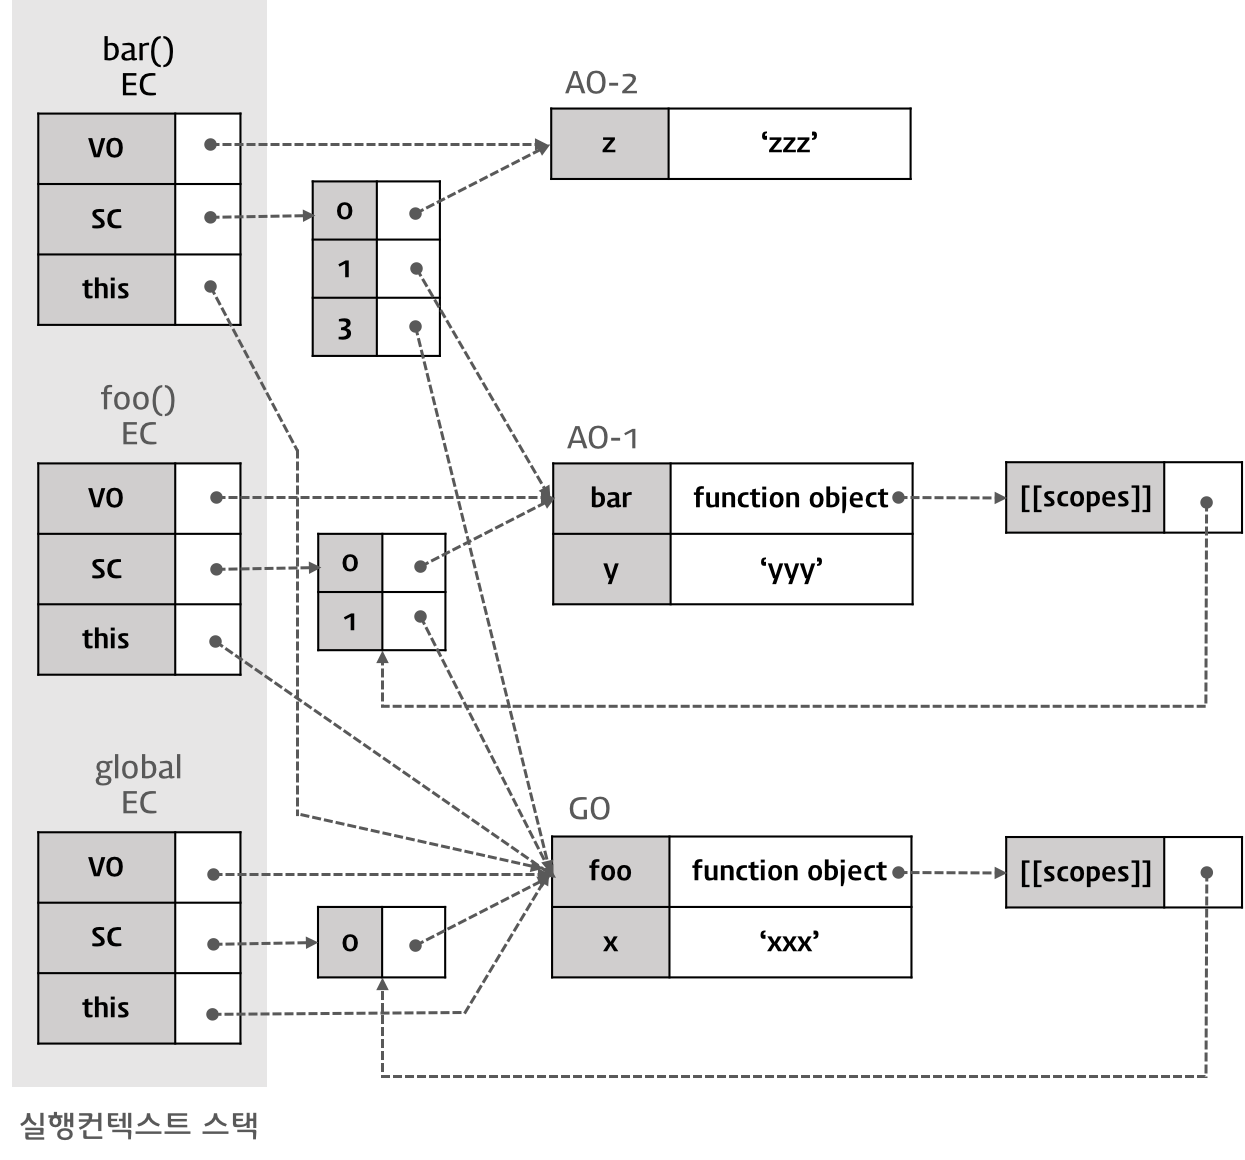 bar()
EC
VO
SC
this
0
1
3
AO-2
z ‘zzz’
foo()
EC
VO
SC
this
0
1
AO-1
bar function object
y ‘yyy’
[[scopes]]
global
EC
VO
SC
this
0
GO
foo function object
x ‘xxx’
[[scopes]]
실행컨텍스트 스택